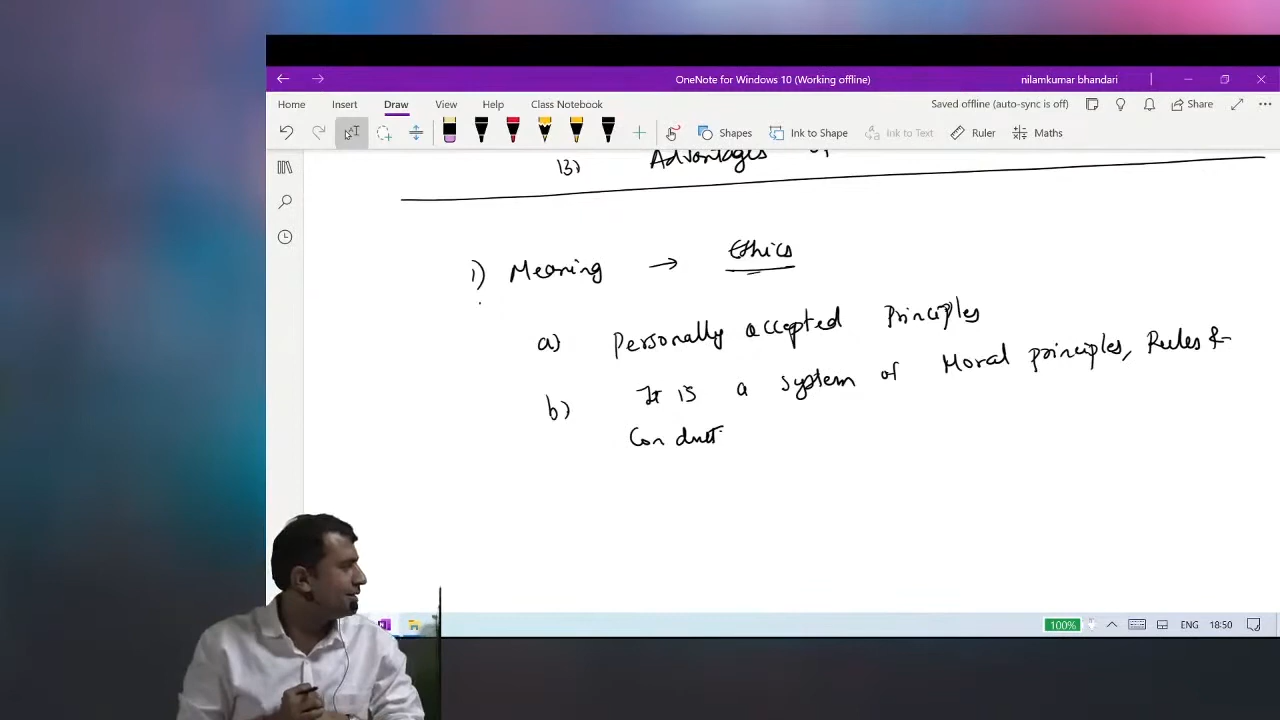 OneNote for Windows 10 (Working offline)
nilamkumar bhandari
Home Insert Draw View Help Class Notebook
Saved offline (auto-sync is off)
Share
Shapes Ink to Shape Ink to Text Ruler Maths
13) Advantages of
1) Meaning → Ethics
a) Personally accepted Principles
b) It is a system of Moral principles, Rules &
Conduct.
100% ENG 18:50